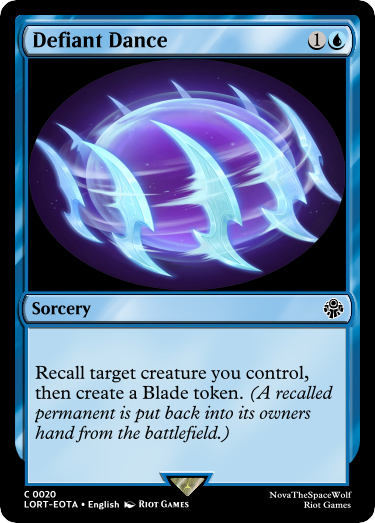 Defiant Dance 1
Sorcery
Recall target creature you control,
then create a Blade token. (A recalled
permanent is put back into its owners
hand from the battlefield.)
C 0020
LORT-EOTA • English RIOT GAMES
NovaTheSpaceWolf
Riot Games